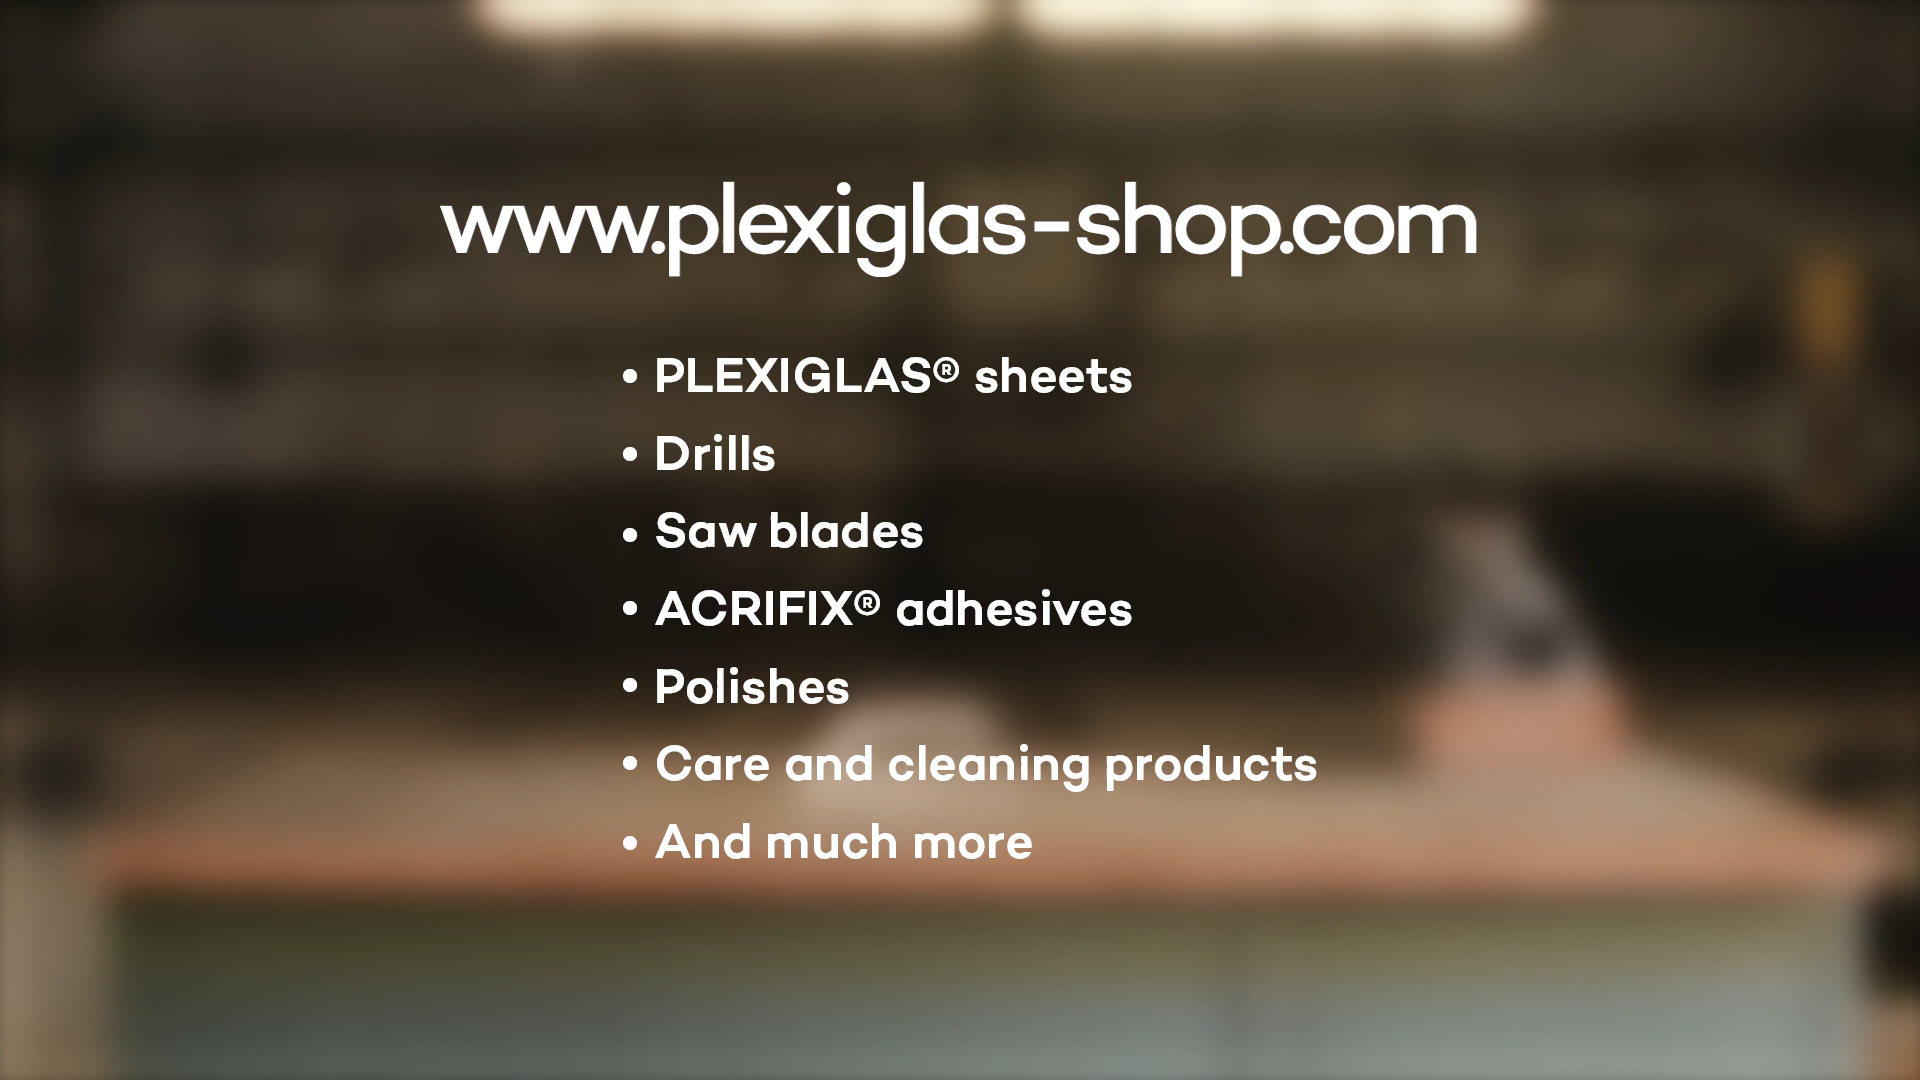 www.plexiglas-shop.com
• PLEXIGLAS® sheets
• Drills
• Saw blades
• ACRIFIX® adhesives
• Polishes
• Care and cleaning products
• And much more